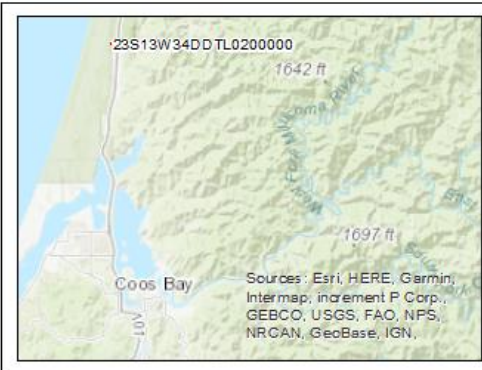 23S13W34DDTL0200000
1642 ft
1697 ft
Coos Bay
101
Sources: Esri, HERE, Garmin,
Intermap, increment P Corp.,
GEBCO, USGS, FAO, NPS,
NRCAN, GeoBase, IGN,